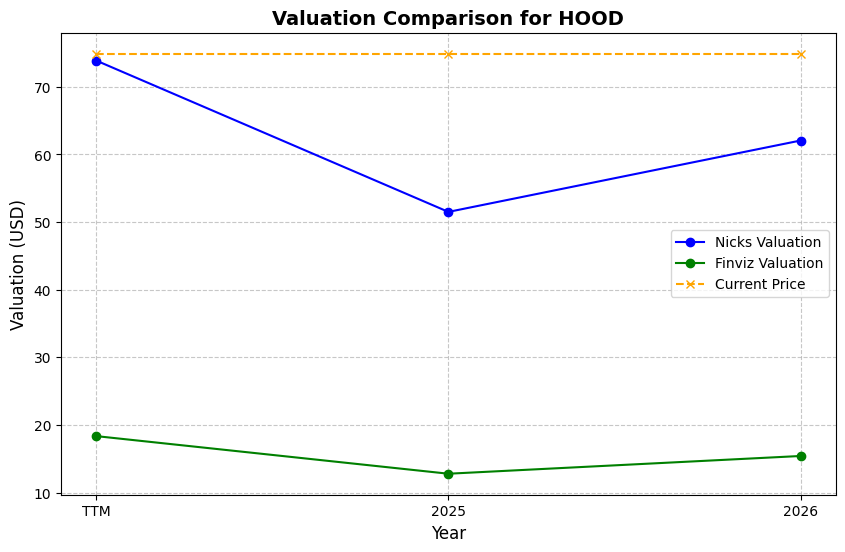 Valuation Comparison for HOOD
Valuation (USD)
70
60
50
40
30
20
10
Nicks Valuation
Finviz Valuation
Current Price
TTM
2025
2026
Year